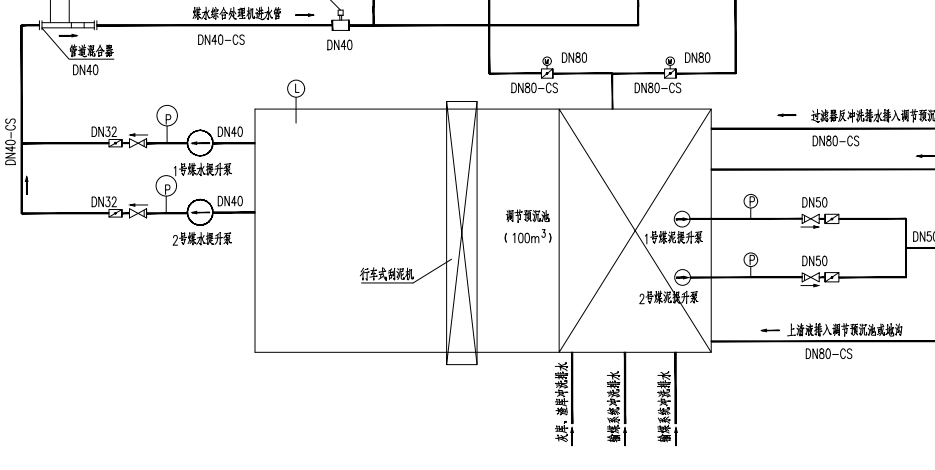 煤水综合处理机进水管
DN40-CS
DN40
管道混合器
DN40
DN80
DN80
DN80-CS
DN80-CS
L
DN40-CS
DN32
P
DN40
1号煤水提升泵
DN32
P
DN40
2号煤水提升泵
过滤器反冲洗排水排入调节预沉
DN80-CS
调节预沉池
(100m³)
行车式刮泥机
P
DN50
1号煤泥提升泵
DN50
P
DN50
2号煤泥提升泵
上清液排入调节预沉池或地沟
DN80-CS
灰库、渣库冲洗排水
输煤系统冲洗排水
输煤系统冲洗排水